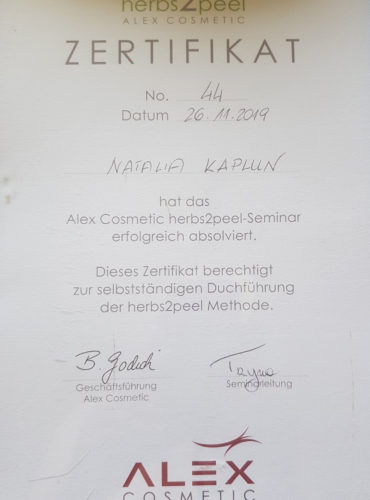 herbs2peel
ALEX COSMETIC
ZERTIFIKAT
No. 44
Datum 26.11.2019
NATALIA KAPLUN
hat das
Alex Cosmetic herbs2peel-Seminar
erfolgreich absolviert.
Dieses Zertifikat berechtigt
zur selbstständigen Duchführung
der herbs2peel Methode.
B.
Geschäftsführung
Alex Cosmetic
Seminarleitung
ALEX
COSMETIC